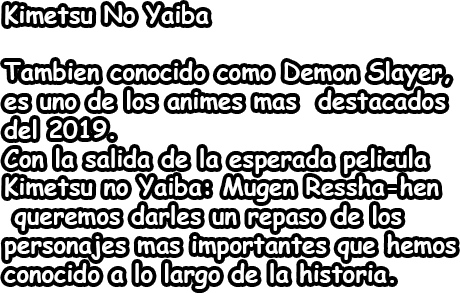 Kimetsu No Yaiba
Tambien conocido como Demon Slayer,
es uno de los animes mas destacados
del 2019.
Con la salida de la esperada pelicula
Kimetsu no Yaiba: Mugen Ressha-hen
queremos darles un repaso de los
personajes mas importantes que hemos
conocido a lo largo de la historia.